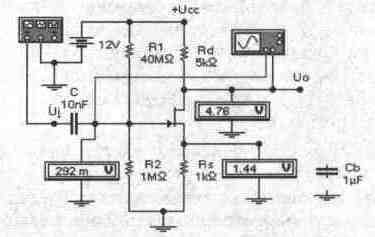 +Ucc
12V
R1
40MΩ
Rd
5kΩ
C
10nF
Ui
Uo
4.76 V
292 m V
R2
1MΩ
Rs
1kΩ
1.44 V
Cb
1μF